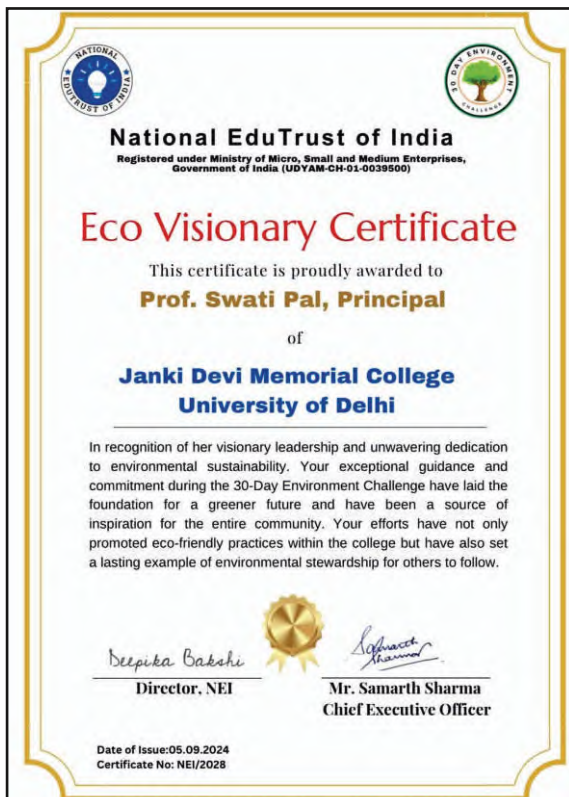 NATIONAL
EDUTRUST OF INDIA
30 DAY ENVIRONMENT
CHALLENGE
National EduTrust of India
Registered under Ministry of Micro, Small and Medium Enterprises,
Government of India (UDYAM-CH-01-0039500)
Eco Visionary Certificate
This certificate is proudly awarded to
Prof. Swati Pal, Principal
of
Janki Devi Memorial College
University of Delhi
In recognition of her visionary leadership and unwavering dedication
to environmental sustainability. Your exceptional guidance and
commitment during the 30-Day Environment Challenge have laid the
foundation for a greener future and have been a source of
inspiration for the entire community. Your efforts have not only
promoted eco-friendly practices within the college but have also set
a lasting example of environmental stewardship for others to follow.
Deepika Bakshi
Samarth
Sharma
Director, NEI
Mr. Samarth Sharma
Chief Executive Officer
Date of Issue:05.09.2024
Certificate No: NEI/2028